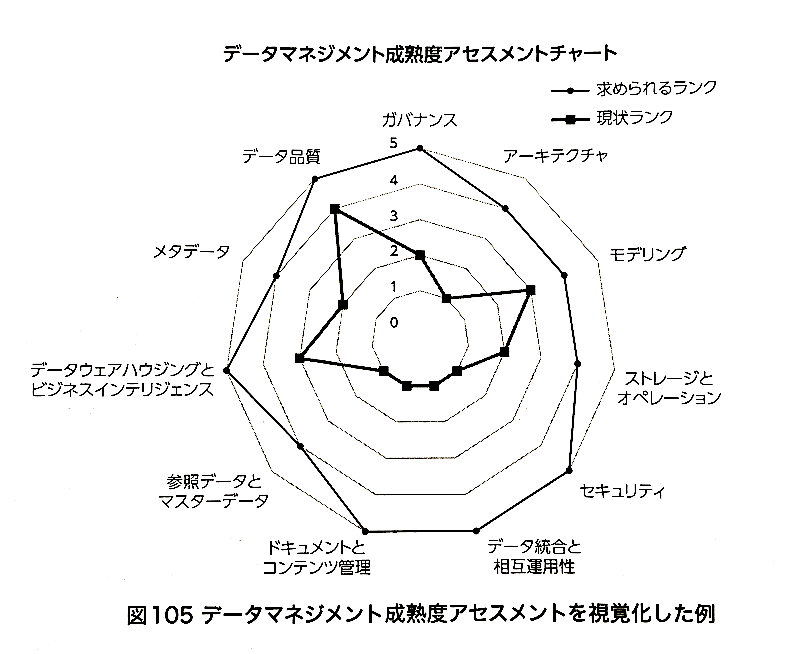 データマネジメント成熟度アセスメントチャート
求められるランク
現状ランク
ガバナンス
アーキテクチャ
モデリング
ストレージと
オペレーション
セキュリティ
データ統合と
相互運用性
ドキュメントと
コンテンツ管理
参照データと
マスターデータ
データウェアハウジングと
ビジネスインテリジェンス
メタデータ
データ品質
5
4
3
2
1
0
図105 データマネジメント成熟度アセスメントを視覚化した例